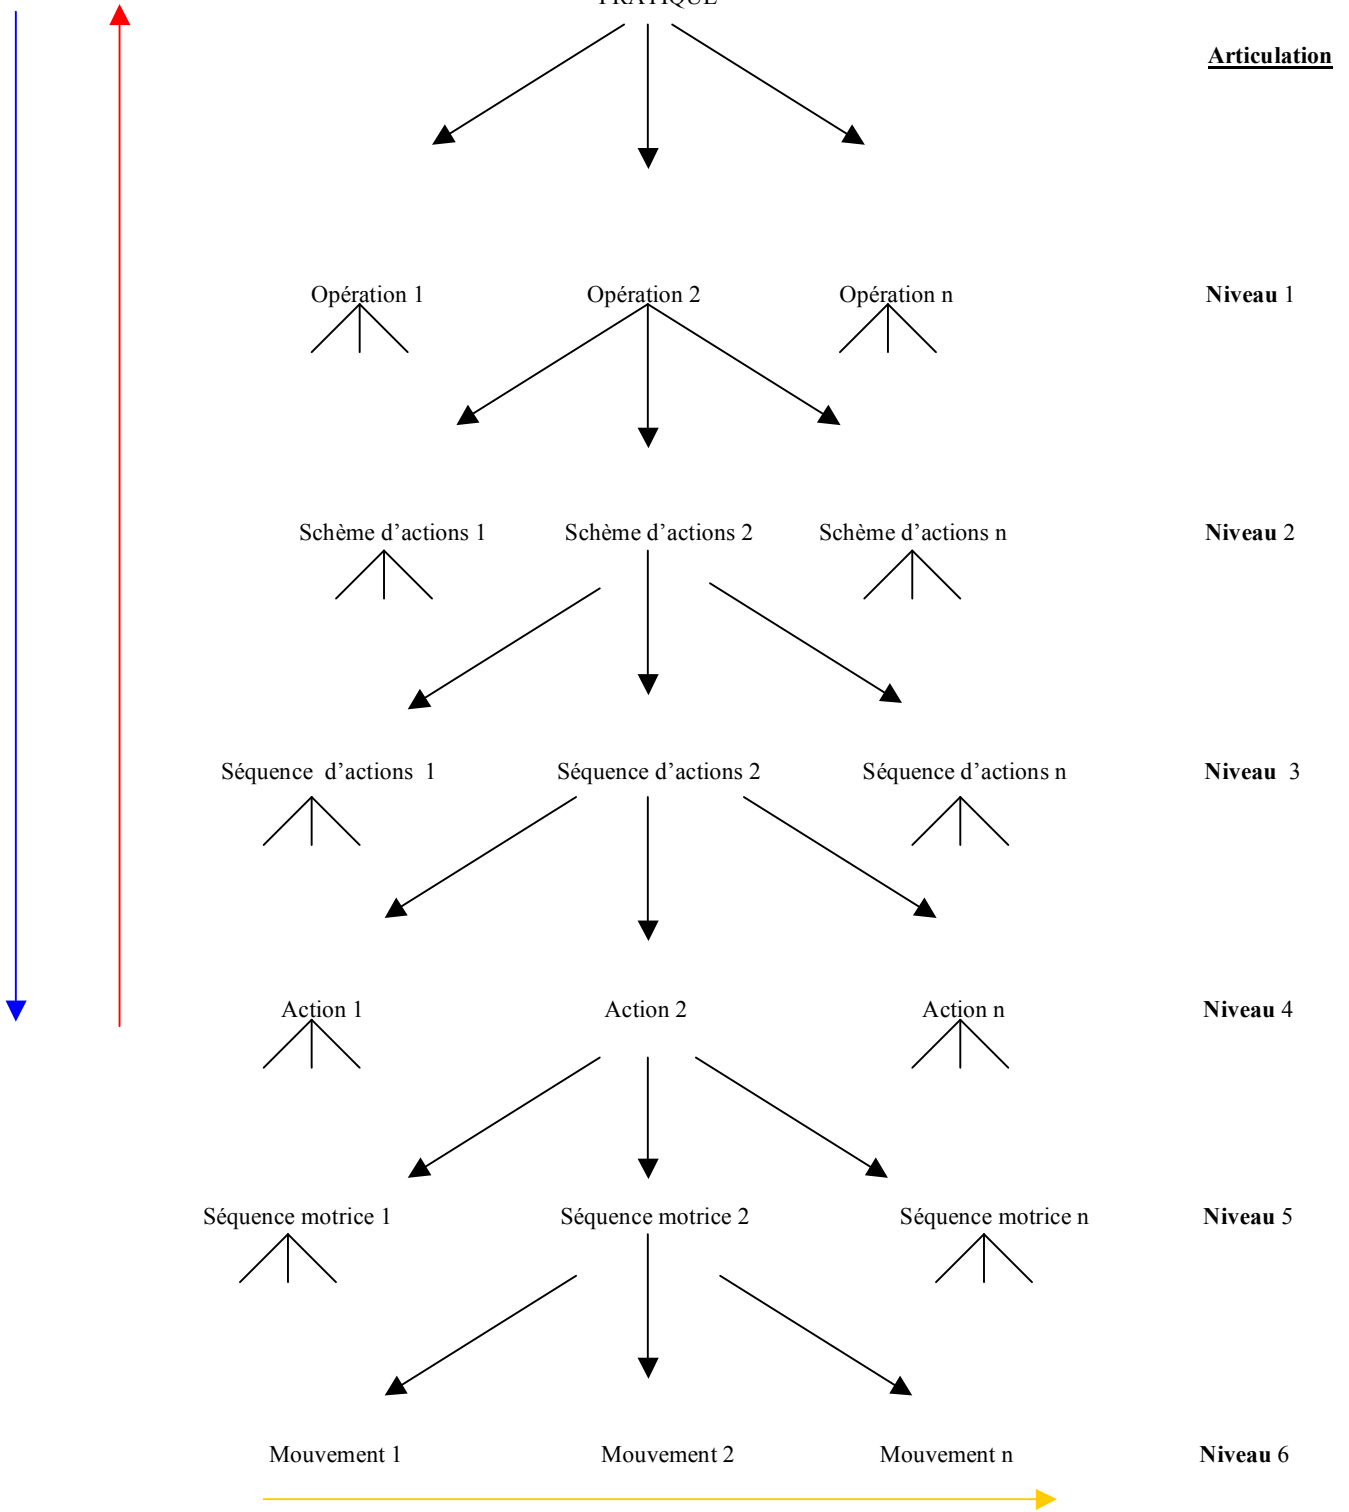 PRATIQUE
Articulation
Opération 1 Opération 2 Opération n Niveau 1
Schème d’actions 1 Schème d’actions 2 Schème d’actions n Niveau 2
Séquence d’actions 1 Séquence d’actions 2 Séquence d’actions n Niveau 3
Action 1 Action 2 Action n Niveau 4
Séquence motrice 1 Séquence motrice 2 Séquence motrice n Niveau 5
Mouvement 1 Mouvement 2 Mouvement n Niveau 6